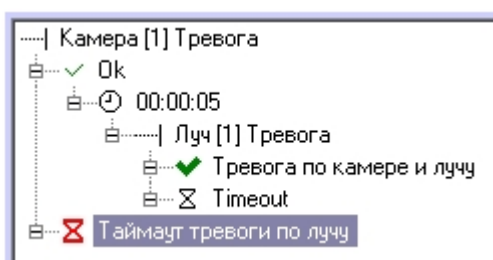 Камера [1] Тревога
Ok
00:00:05
Луч [1] Тревога
Тревога по камере и лучу
Timeout
Таймаут тревоги по лучу